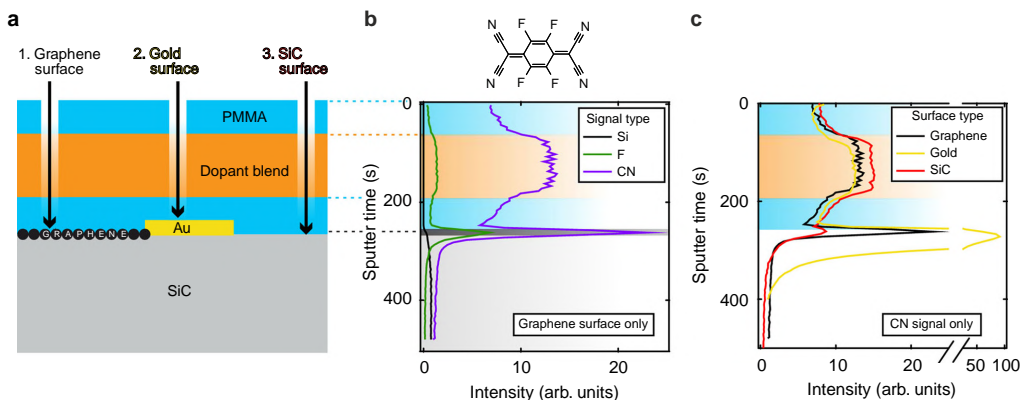 a
1. Graphene
surface
2. Gold
surface
3. SiC
surface
PMMA
Dopant blend
Au
GRAPHENE
SiC
b
N
N
F
F
F
F
N
N
0
200
400
Sputter time (s)
Signal type
Si
F
CN
Graphene surface only
0
10
20
Intensity (arb. units)
c
0
200
400
Sputter time (s)
Surface type
Graphene
Gold
SiC
CN signal only
0
10
20
50
100
Intensity (arb. units)